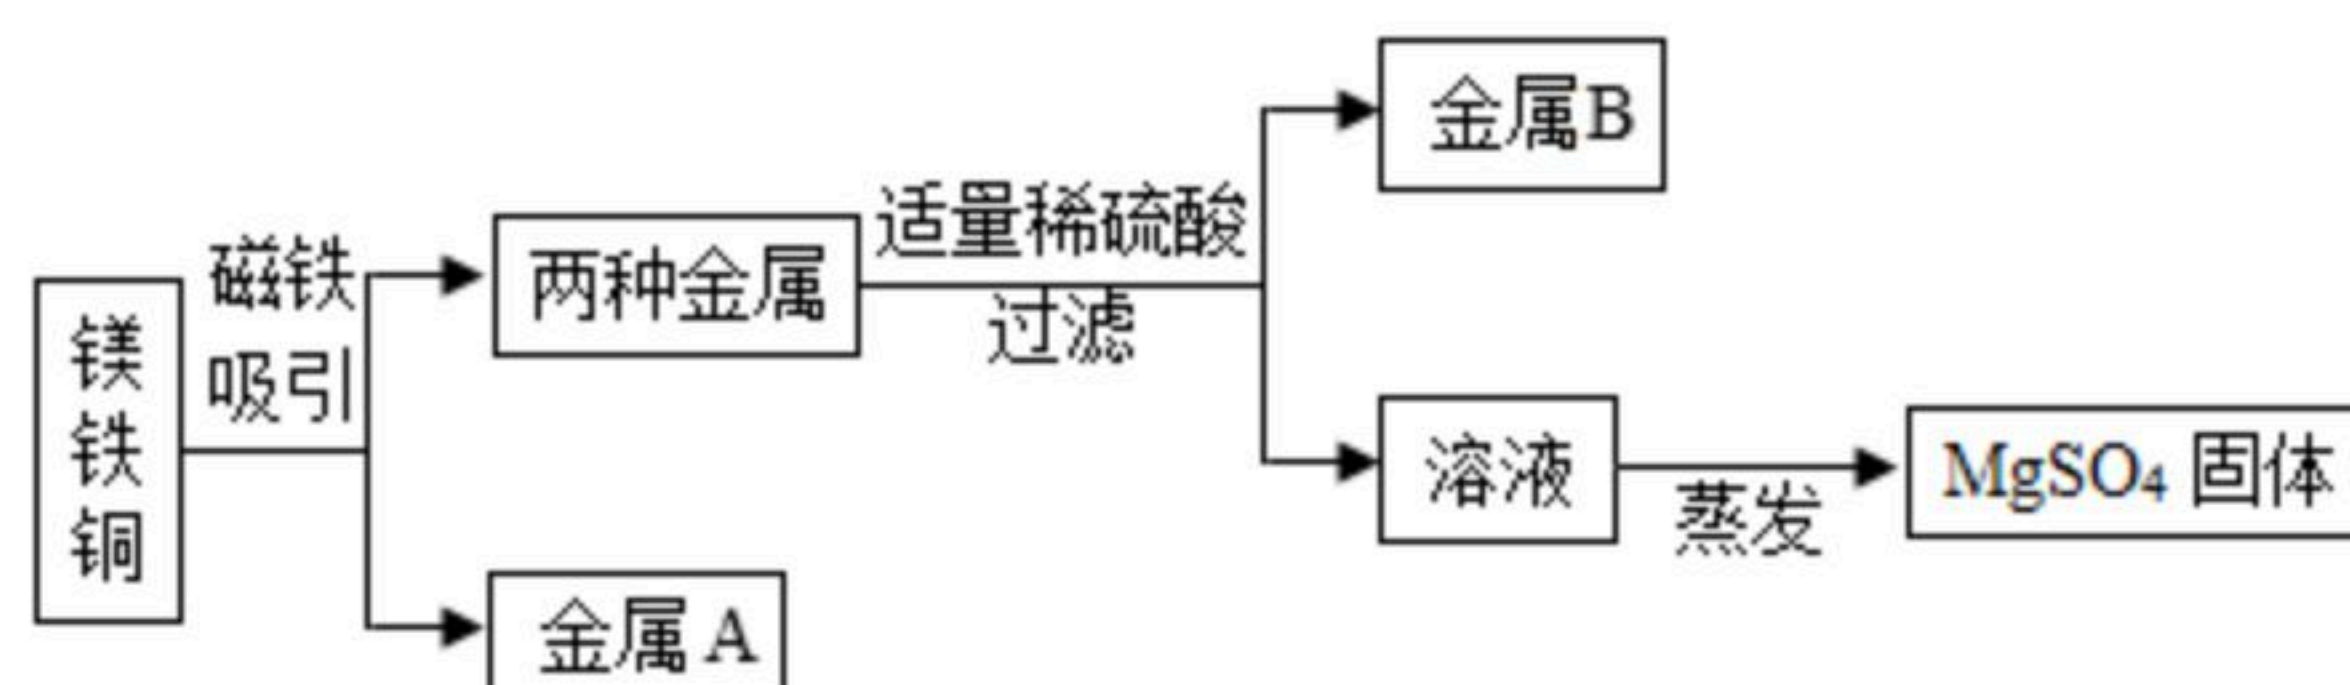 镁
铁
铜
磁铁
吸引
两种金属
金属 A
适量稀硫酸
过滤
金属B
溶液
蒸发
MgSO₄ 固体